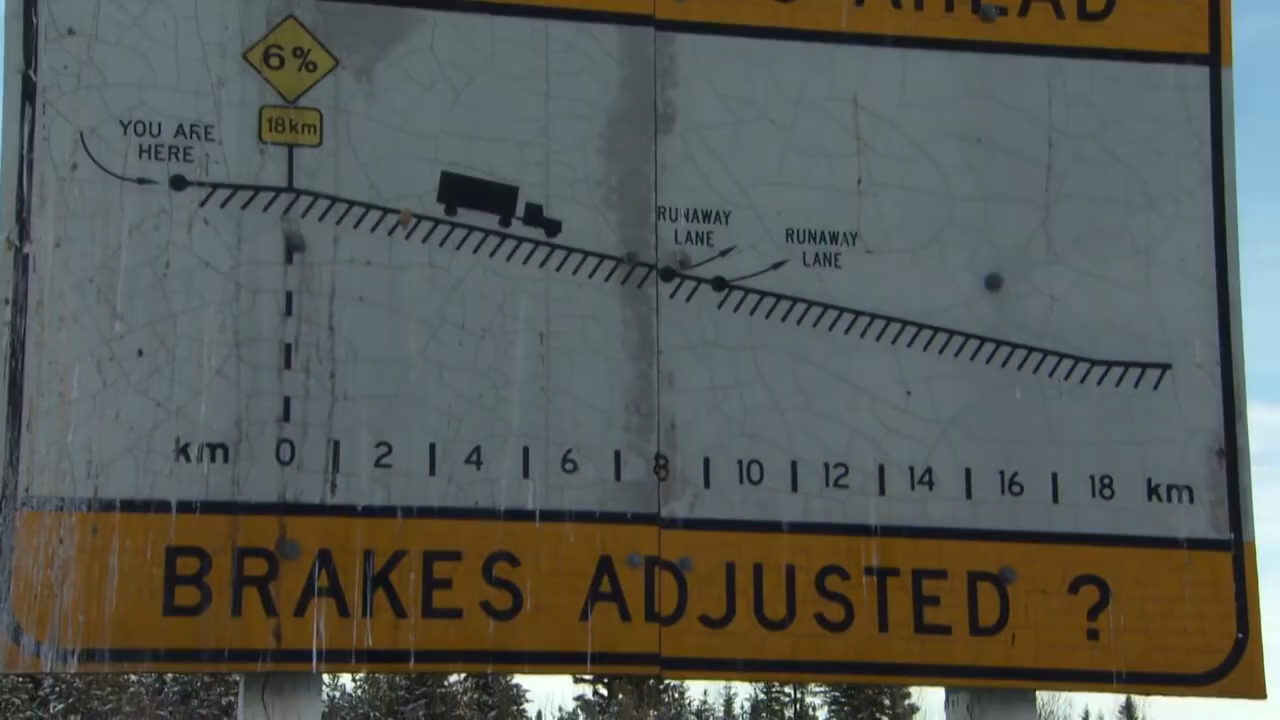 AHEAD
6%
18km
YOU ARE
HERE
RUNAWAY
LANE
RUNAWAY
LANE
km 0 | 2 | 4 | 6 | 8 | 10 | 12 | 14 | 16 | 18 km
BRAKES ADJUSTED ?